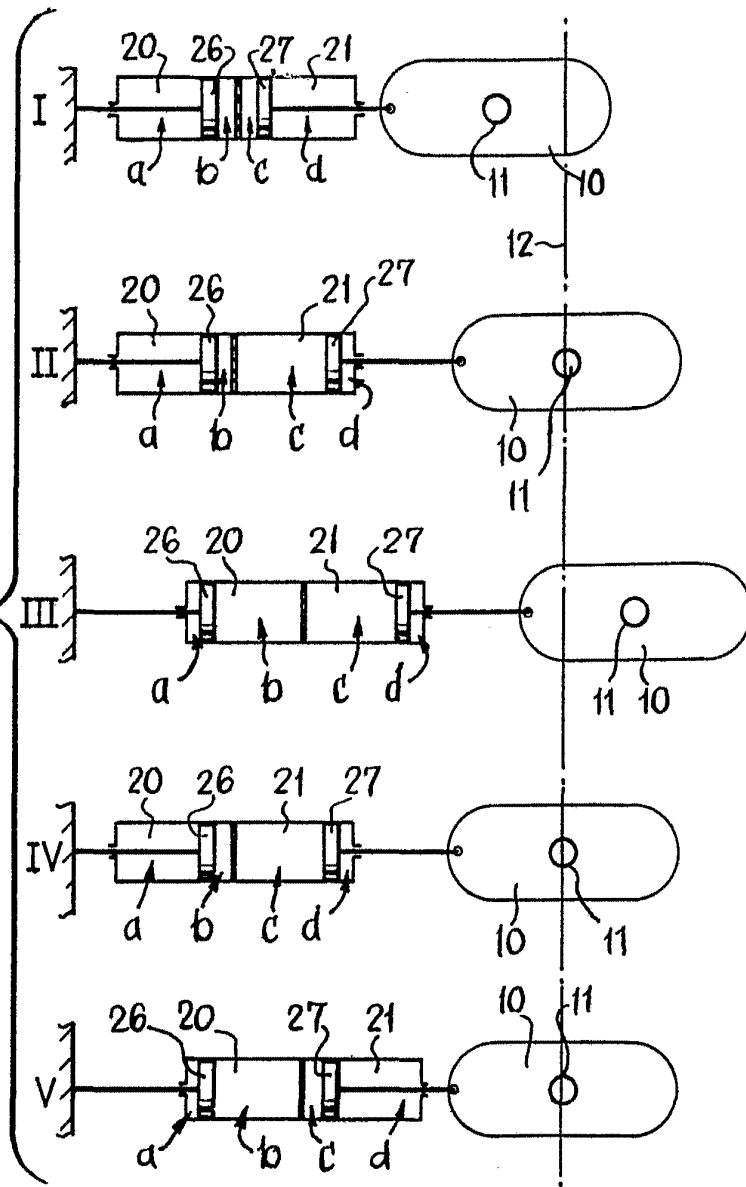 20 26 27 21
I
a b c d 11 10
12
20 26 21 27
II
a b c d 10
11
26 20 21 27
III
a b c d 11 10
20 26 21 27
IV
a b c d 10 11
26 20 27 21 10 11
V
a b c d